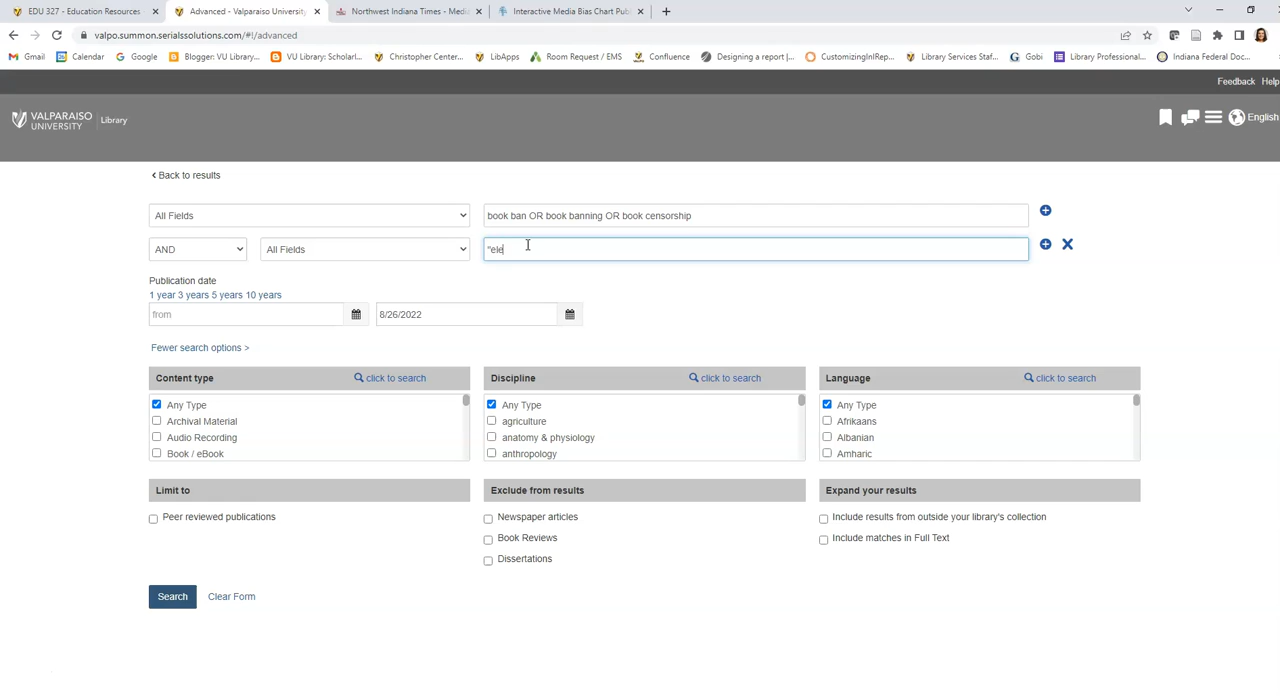 EDU 327 - Education Resources -
Advanced - Valparaiso University
Northwest Indiana Times - Medi
Interactive Media Bias Chart Publ
valpo.summon.serialssolutions.com/#!/advanced
Gmail
Calendar
Google
Blogger: VU Library...
VU Library: Scholarl...
Christopher Center...
LibApps
Room Request / EMS
Confluence
Designing a report |...
CustomizingInIRep...
Library Services Staf...
Gobi
Library Professional...
Indiana Federal Doc...
Feedback Help
VALPARAISO UNIVERSITY Library
English
Back to results
All Fields
book ban OR book banning OR book censorship
AND
All Fields
"ele
Publication date
1 year 3 years 5 years 10 years
from
8/26/2022
Fewer search options >
Content type
click to search
Discipline
click to search
Language
click to search
Any Type
Any Type
Any Type
Archival Material
agriculture
Afrikaans
Audio Recording
anatomy & physiology
Albanian
Book / eBook
anthropology
Amharic
Limit to
Exclude from results
Expand your results
Peer reviewed publications
Newspaper articles
Include results from outside your library's collection
Book Reviews
Include matches in Full Text
Dissertations
Search
Clear Form